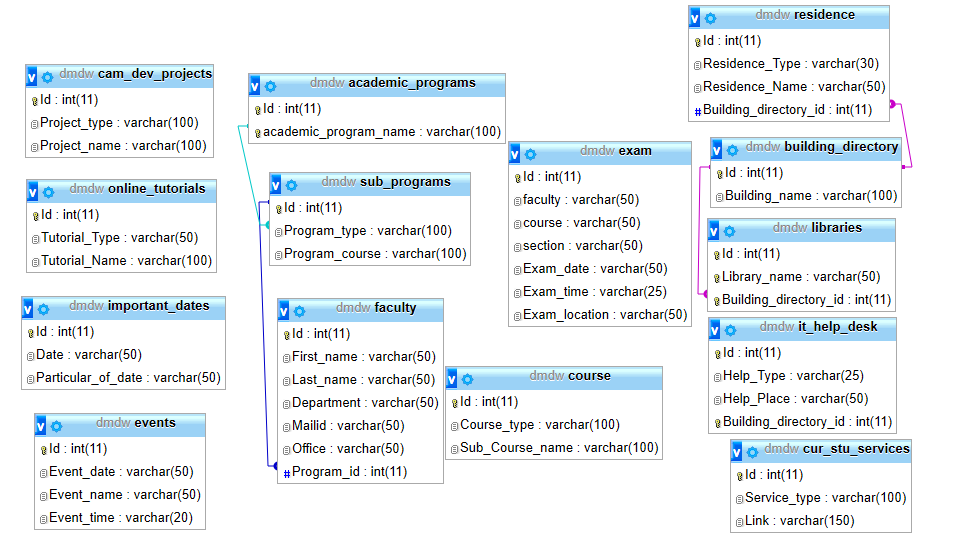 dmdw residence
Id : int(11)
Residence_Type : varchar(30)
Residence_Name : varchar(50)
Building_directory_id : int(11)
dmdw cam_dev_projects
Id : int(11)
Project_type : varchar(100)
Project_name : varchar(100)
dmdw academic_programs
Id : int(11)
academic_program_name : varchar(100)
dmdw exam
Id : int(11)
faculty : varchar(50)
course : varchar(50)
section : varchar(50)
Exam_date : varchar(50)
Exam_time : varchar(25)
Exam_location : varchar(50)
dmdw building_directory
Id : int(11)
Building_name : varchar(100)
dmdw online_tutorials
Id : int(11)
Tutorial_Type : varchar(50)
Tutorial_Name : varchar(100)
dmdw sub_programs
Id : int(11)
Program_type : varchar(100)
Program_course : varchar(100)
dmdw libraries
Id : int(11)
Library_name : varchar(50)
Building_directory_id : int(11)
dmdw important_dates
Id : int(11)
Date : varchar(50)
Particular_of_date : varchar(50)
dmdw faculty
Id : int(11)
First_name : varchar(50)
Last_name : varchar(50)
Department : varchar(50)
Mailid : varchar(50)
Office : varchar(50)
Program_id : int(11)
dmdw it_help_desk
Id : int(11)
Help_Type : varchar(25)
Help_Place : varchar(50)
Building_directory_id : int(11)
dmdw course
Id : int(11)
Course_type : varchar(100)
Sub_Course_name : varchar(100)
dmdw events
Id : int(11)
Event_date : varchar(50)
Event_name : varchar(50)
Event_time : varchar(20)
dmdw cur_stu_services
Id : int(11)
Service_type : varchar(100)
Link : varchar(150)